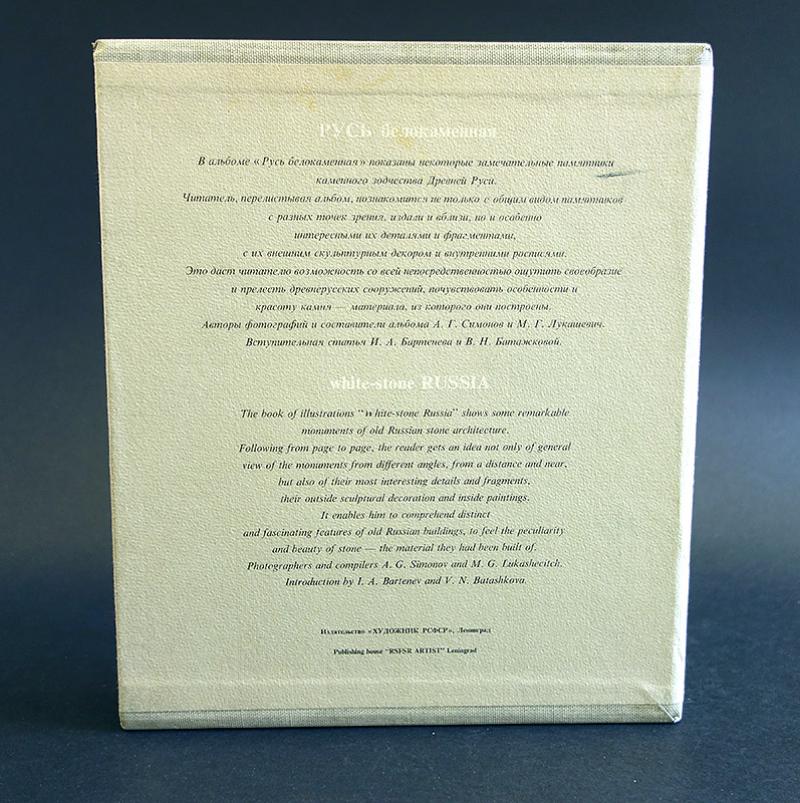 РУСЬ белокаменная
В альбоме «Русь белокаменная» показаны некоторые замечательные памятники
каменного зодчества Древней Руси.
Читатель, перелистывая альбом, познакомится не только с общим видом памятников
с разных точек зрения, издали и вблизи, но и особенно
интересными их деталями и фрагментами,
с их внешним скульптурным декором и внутренними росписями.
Это даст читателю возможность со всей непосредственностью ощутить своеобразие
и прелесть древнерусских сооружений, почувствовать особенности и
красоту камня — материала, из которого они построены.
Авторы фотографий и составители альбома А. Г. Симонов и М. Г. Лукашевич.
Вступительная статья И. А. Бартенева и В. Н. Батажковой.
white-stone RUSSIA
The book of illustrations “white-stone Russia” shows some remarkable
monuments of old Russian stone architecture.
Following from page to page, the reader gets an idea not only of general
view of the monuments from different angles, from a distance and near,
but also of their most interesting details and fragments,
their outside sculptural decoration and inside paintings.
It enables him to comprehend distinct
and fascinating features of old Russian buildings, to feel the peculiarity
and beauty of stone — the material they had been built of.
Photographers and compilers A. G. Simonov and M. G. Lukashecitch.
Introduction by I. A. Bartenev and V. N. Batashkova.
Издательство «ХУДОЖНИК РСФСР», Ленинград
Publishing house “RSFSR ARTIST” Leningrad